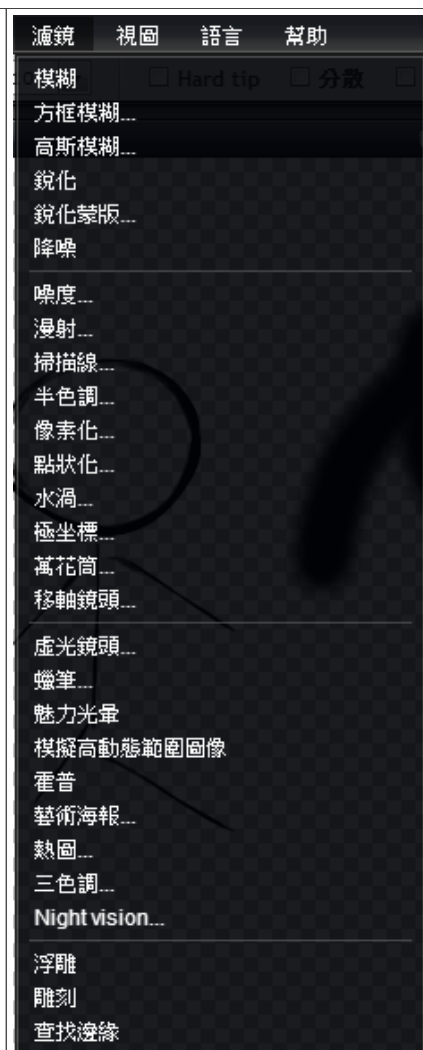 濾鏡 視圖 語言 幫助
模糊 Hard tip 分散
方框模糊...
高斯模糊...
銳化
銳化蒙版...
降噪
噪度...
漫射...
掃描線...
半色調...
像素化...
點狀化...
水渦...
極坐標...
萬花筒...
移軸鏡頭...
虛光鏡頭...
蠟筆...
魅力光暈
模擬高動態範圍圖像
霍普
藝術海報...
熱圖...
三色調...
Night vision...
浮雕
雕刻
查找邊緣